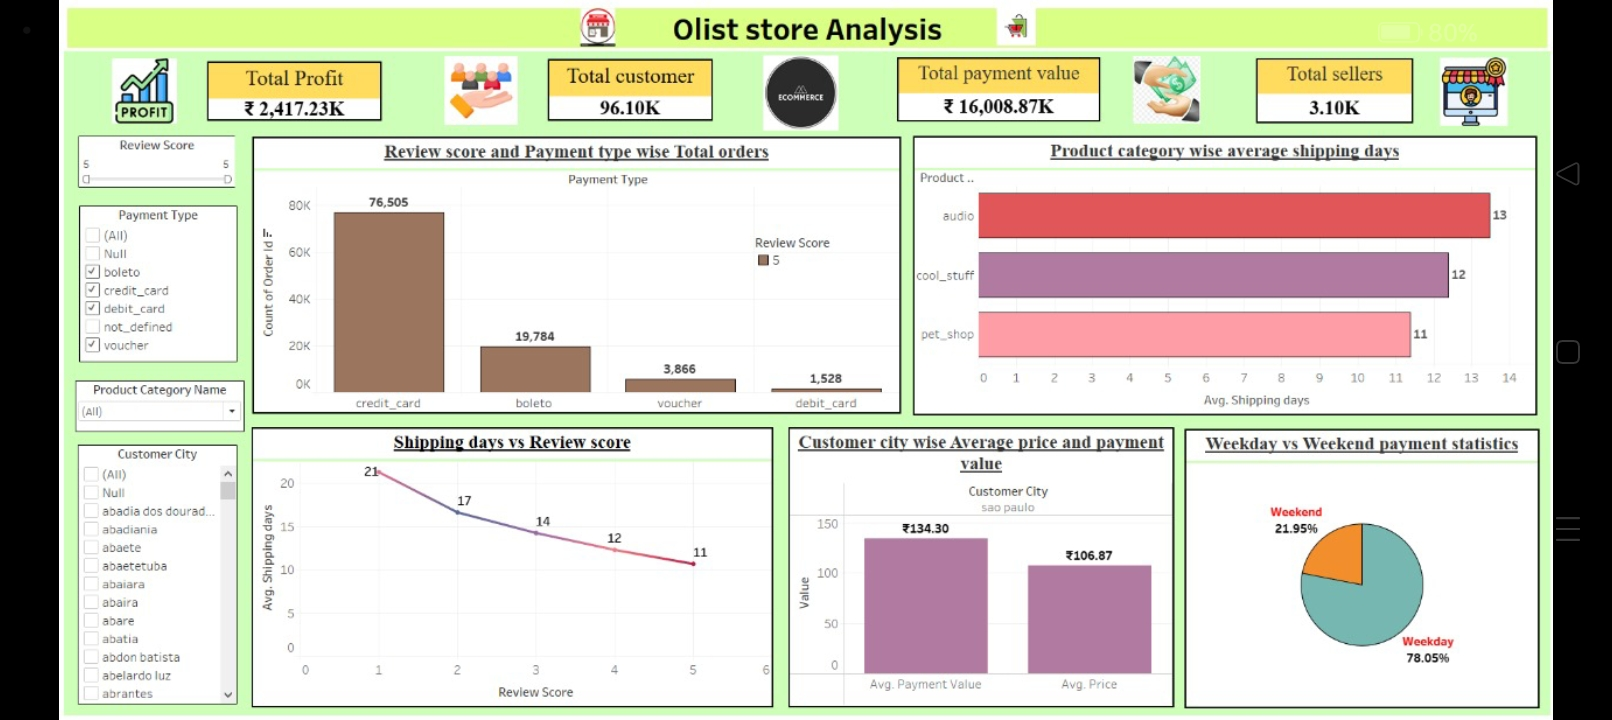 Olist store Analysis
80%
PROFIT
Total Profit
₹ 2,417.23K
Total customer
96.10K
ECOMMERCE
Total payment value
₹ 16,008.87K
Total sellers
3.10K
Review Score
5 5
Payment Type
(All)
Null
boleto
credit_card
debit_card
not_defined
voucher
Product Category Name
(All)
Customer City
(All)
Null
abadia dos dourad...
abadiania
abaete
abaetetuba
abaiara
abaira
abare
abatia
abdon batista
abelardo luz
abrantes
Review score and Payment type wise Total orders
Payment Type
Count of Order Id
80K
60K
40K
20K
0K
76,505
19,784
3,866
1,528
credit_card boleto voucher debit_card
Review Score
5
Product category wise average shipping days
Product ..
audio 13
cool_stuff 12
pet_shop 11
0 1 2 3 4 5 6 7 8 9 10 11 12 13 14
Avg. Shipping days
Shipping days vs Review score
Avg. Shipping days
20
15
10
5
0
21
17
14
12
11
0 1 2 3 4 5 6
Review Score
Customer city wise Average price and payment
value
Customer City
sao paulo
Value
150
100
50
0
₹134.30
₹106.87
Avg. Payment Value Avg. Price
Weekday vs Weekend payment statistics
Weekend
21.95%
Weekday
78.05%